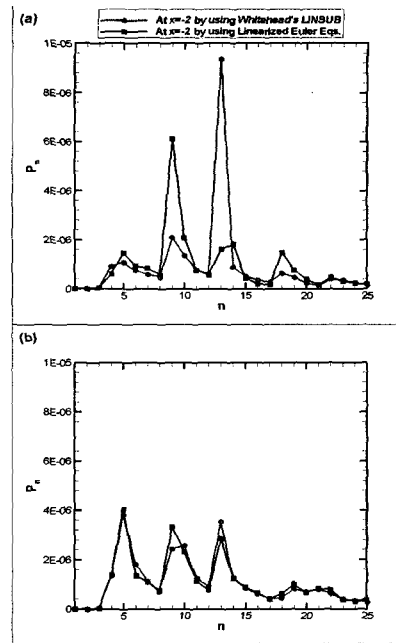 (a)
At x=-2 by using Whitehead's LINSUB
At x=-2 by using Linearized Euler Eqs.
1E-05
8E-06
6E-06
4E-06
2E-06
0
Pn
5 10 15 20 25
n
(b)
1E-05
8E-06
6E-06
4E-06
2E-06
0
Pn
5 10 15 20 25
n